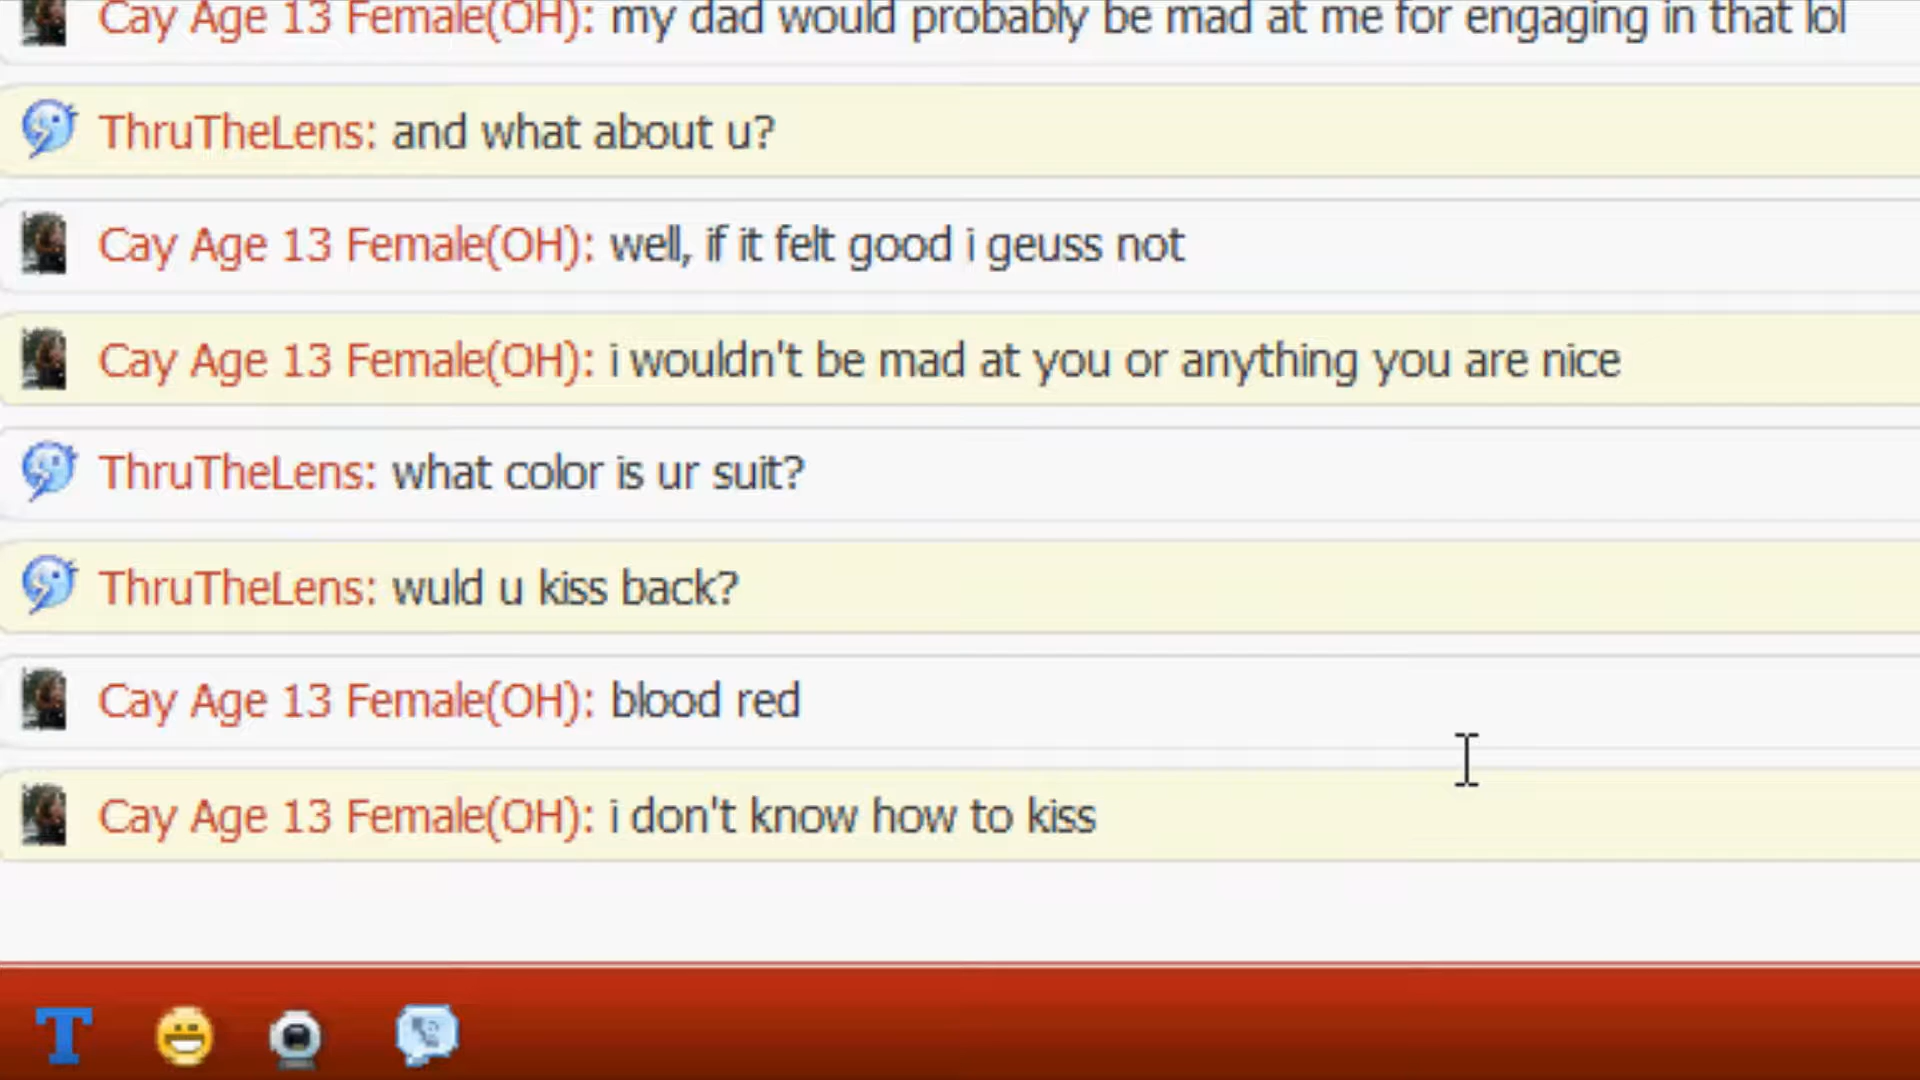 Cay Age 13 Female(OH): my dad would probably be mad at me for engaging in that lol
ThruTheLens: and what about u?
Cay Age 13 Female(OH): well, if it felt good i geuss not
Cay Age 13 Female(OH): i wouldn't be mad at you or anything you are nice
ThruTheLens: what color is ur suit?
ThruTheLens: wuld u kiss back?
Cay Age 13 Female(OH): blood red
Cay Age 13 Female(OH): i don't know how to kiss
T